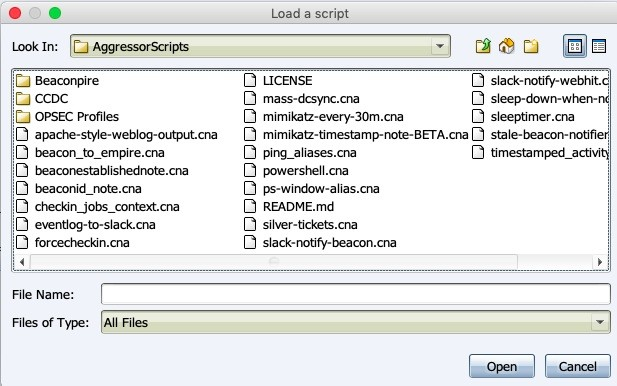 Load a script
Look In: AggressorScripts
Beaconpire
CCDC
OPSEC Profiles
apache-style-weblog-output.cna
beacon_to_empire.cna
beaconestablishednote.cna
beaconid_note.cna
checkin_jobs_context.cna
eventlog-to-slack.cna
forcecheckin.cna
LICENSE
mass-dcsync.cna
mimikatz-every-30m.cna
mimikatz-timestamp-note-BETA.cna
ping_aliases.cna
powershell.cna
ps-window-alias.cna
README.md
silver-tickets.cna
slack-notify-beacon.cna
slack-notify-webhit.c
sleep-down-when-no
sleeptimer.cna
stale-beacon-notifier
timestamped_activity
File Name:
Files of Type: All Files
Open Cancel